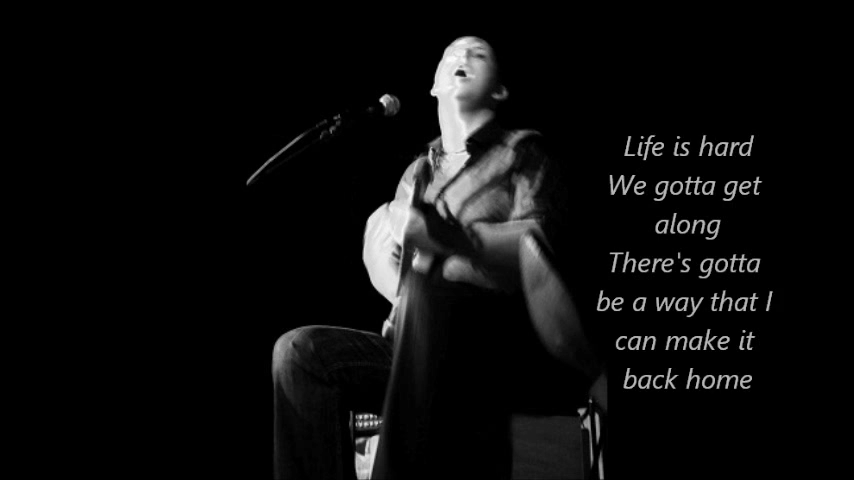 Life is hard
We gotta get
along
There's gotta
be a way that I
can make it
back home